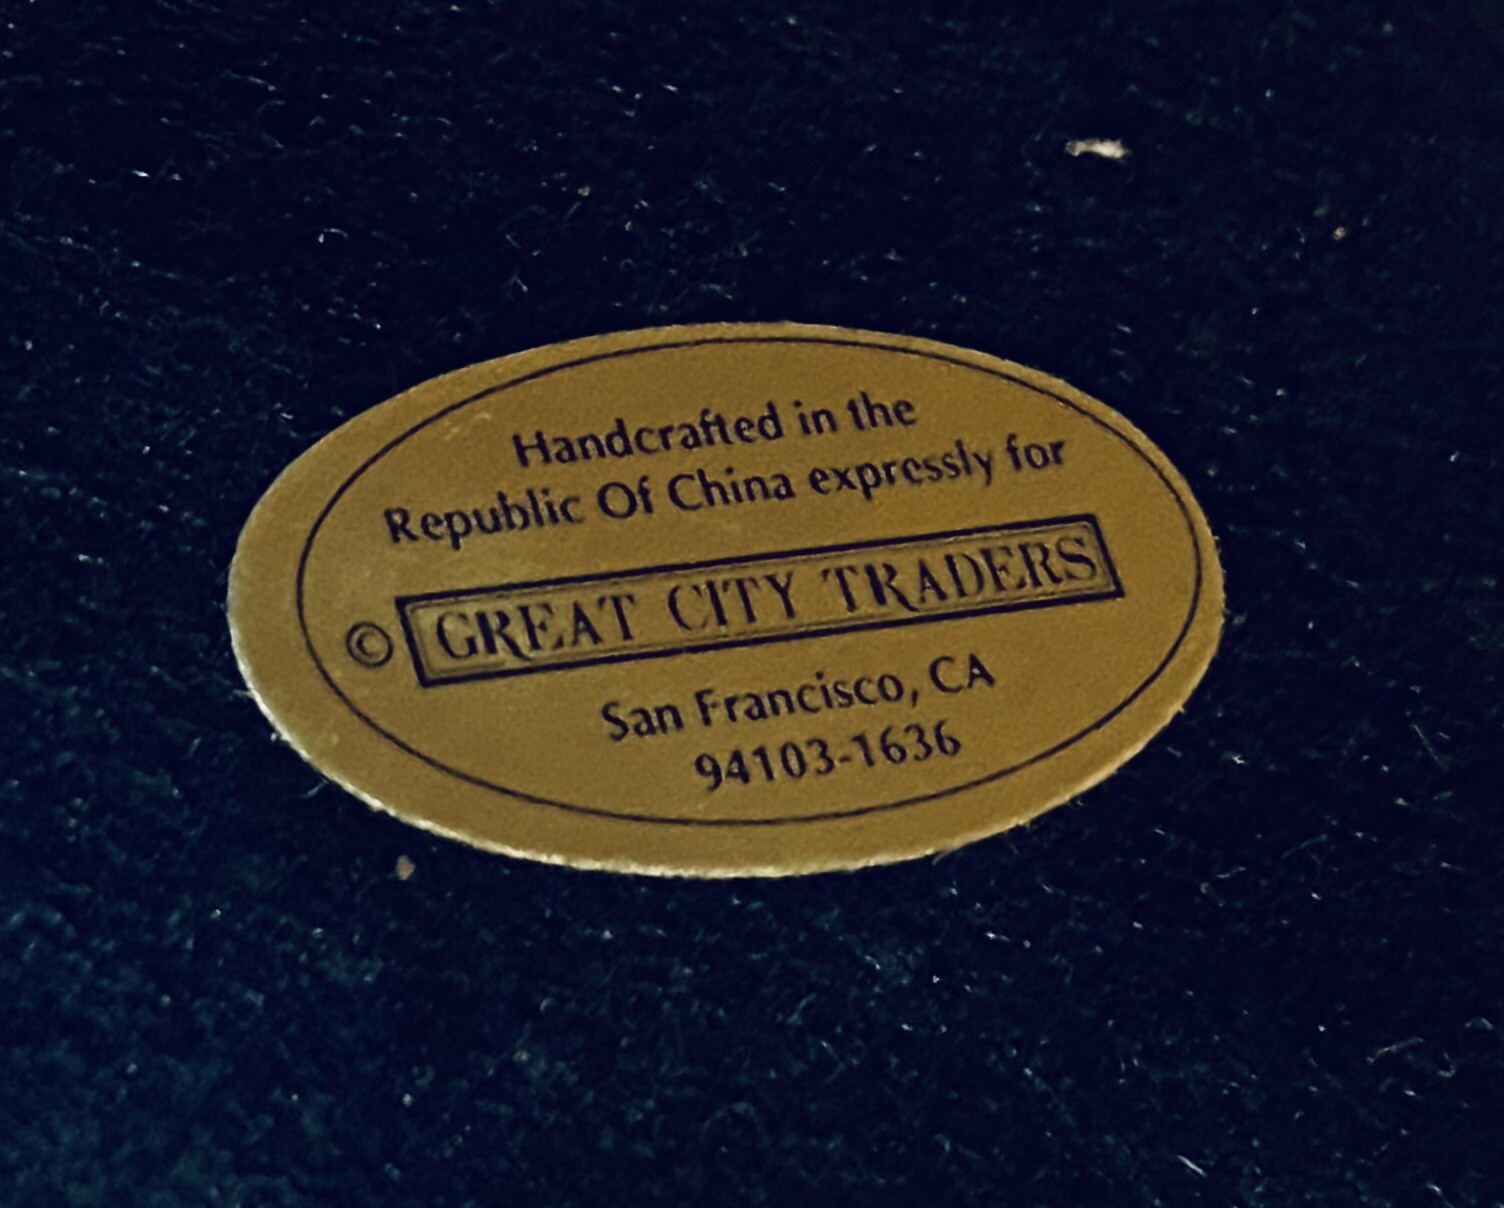 Handcrafted in the
Republic Of China expressly for
© GREAT CITY TRADERS
San Francisco, CA
94103-1636